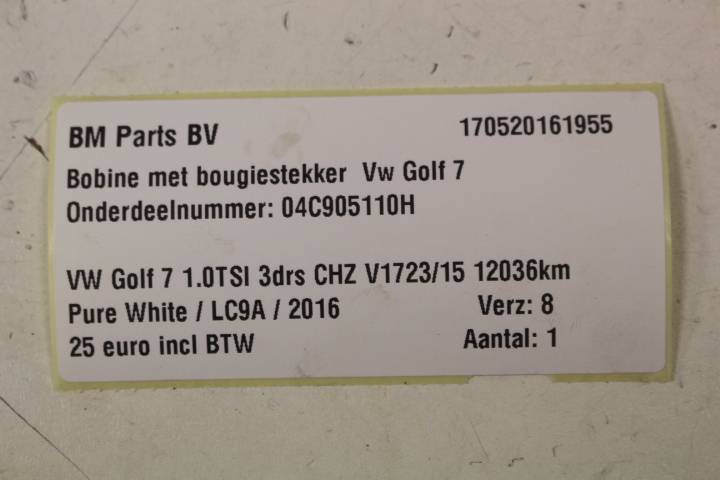 BM Parts BV 170520161955
Bobine met bougiestekker Vw Golf 7
Onderdeelnummer: 04C905110H
VW Golf 7 1.0TSI 3drs CHZ V1723/15 12036km
Pure White / LC9A / 2016 Verz: 8
25 euro incl BTW Aantal: 1